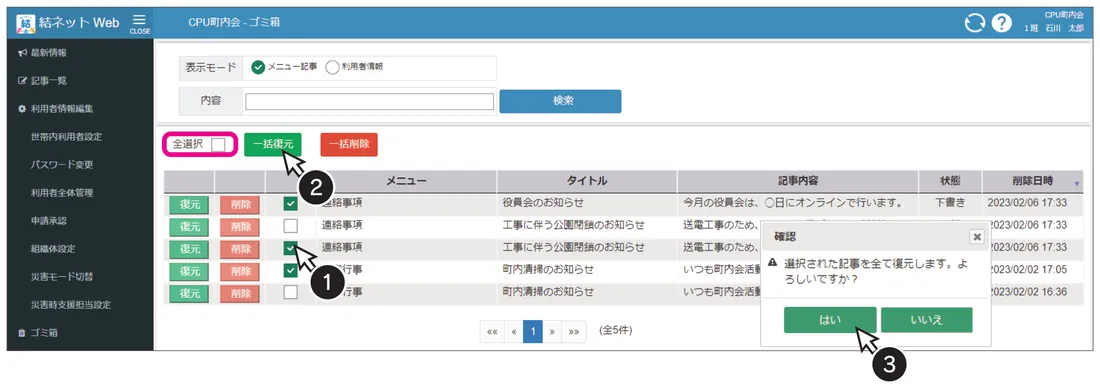 結ネット Web
CLOSE
CPU町内会 - ゴミ箱
CPU町内会
1班 石川 太郎
最新情報
記事一覧
利用者情報編集
世帯内利用者設定
パスワード変更
利用者全体管理
申請承認
組織体設定
災害モード切替
災害時支援担当設定
ゴミ箱
表示モード メニュー記事 利用者情報
内容 検索
全選択 一括復元 一括削除
メニュー タイトル 記事内容 状態 削除日時
復元 削除 連絡事項 役員会のお知らせ 今月の役員会は、○日にオンラインで行います。 下書き 2023/02/06 17:33
復元 削除 連絡事項 工事に伴う公園閉鎖のお知らせ 送電工事のため、 2023/02/06 17:33
復元 削除 連絡事項 工事に伴う公園閉鎖のお知らせ 送電工事のため、 2023/02/06 17:33
復元 削除 行事 町内清掃のお知らせ いつも町内会活動 2023/02/02 17:05
復元 削除 行事 町内清掃のお知らせ いつも町内会活動 2023/02/02 16:36
«« « 1 » »» (全5件)
確認
選択された記事を全て復元します。よ
ろしいですか？
はい いいえ
1
2
3